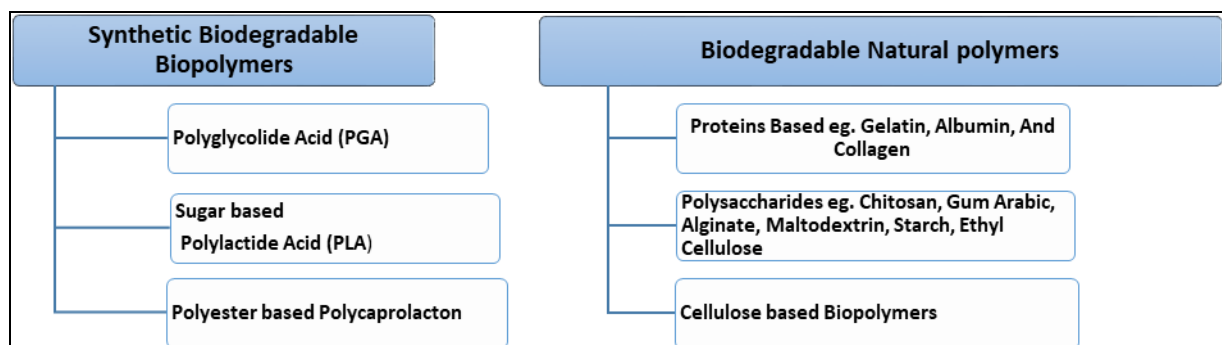 Synthetic Biodegradable
Biopolymers
Polyglycolide Acid (PGA)
Sugar based
Polylactide Acid (PLA)
Polyester based Polycaprolacton
Biodegradable Natural polymers
Proteins Based eg. Gelatin, Albumin, And
Collagen
Polysaccharides eg. Chitosan, Gum Arabic,
Alginate, Maltodextrin, Starch, Ethyl
Cellulose
Cellulose based Biopolymers